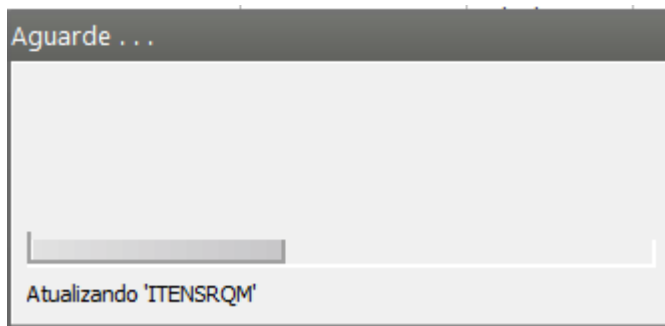 Aguarde . . .
Atualizando 'ITENSRQM'